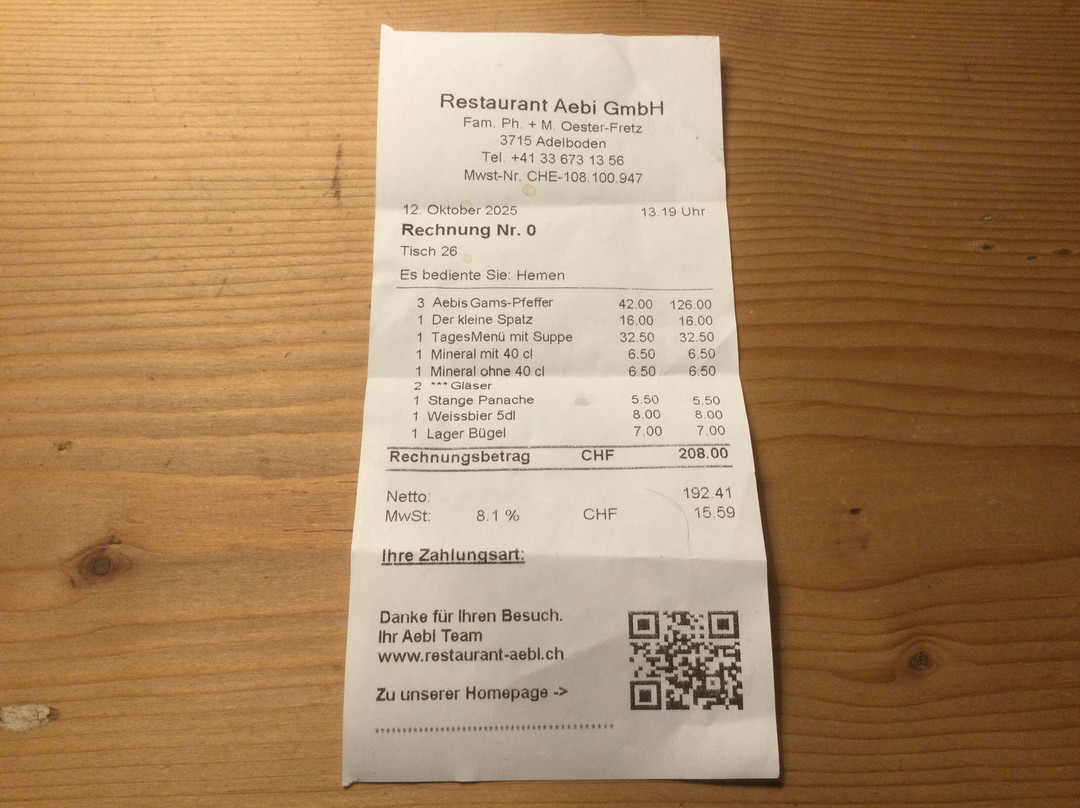 Restaurant Aebi GmbH
Fam. Ph. + M. Oester-Fretz
3715 Adelboden
Tel. +41 33 673 13 56
Mwst-Nr. CHE-108.100.947
12. Oktober 2025 13.19 Uhr
Rechnung Nr. 0
Tisch 26
Es bediente Sie: Hemen
3 Aebis Gams-Pfeffer 42.00 126.00
1 Der kleine Spatz 16.00 16.00
1 TagesMenü mit Suppe 32.50 32.50
1 Mineral mit 40 cl 6.50 6.50
1 Mineral ohne 40 cl 6.50 6.50
2 *** Gläser
1 Stange Panache 5.50 5.50
1 Weissbier 5dl 8.00 8.00
1 Lager Bügel 7.00 7.00
Rechnungsbetrag CHF 208.00
Netto: 192.41
MwSt: 8.1 % CHF 15.59
Ihre Zahlungsart:
Danke für Ihren Besuch.
Ihr Aebi Team
www.restaurant-aebi.ch
Zu unserer Homepage ->